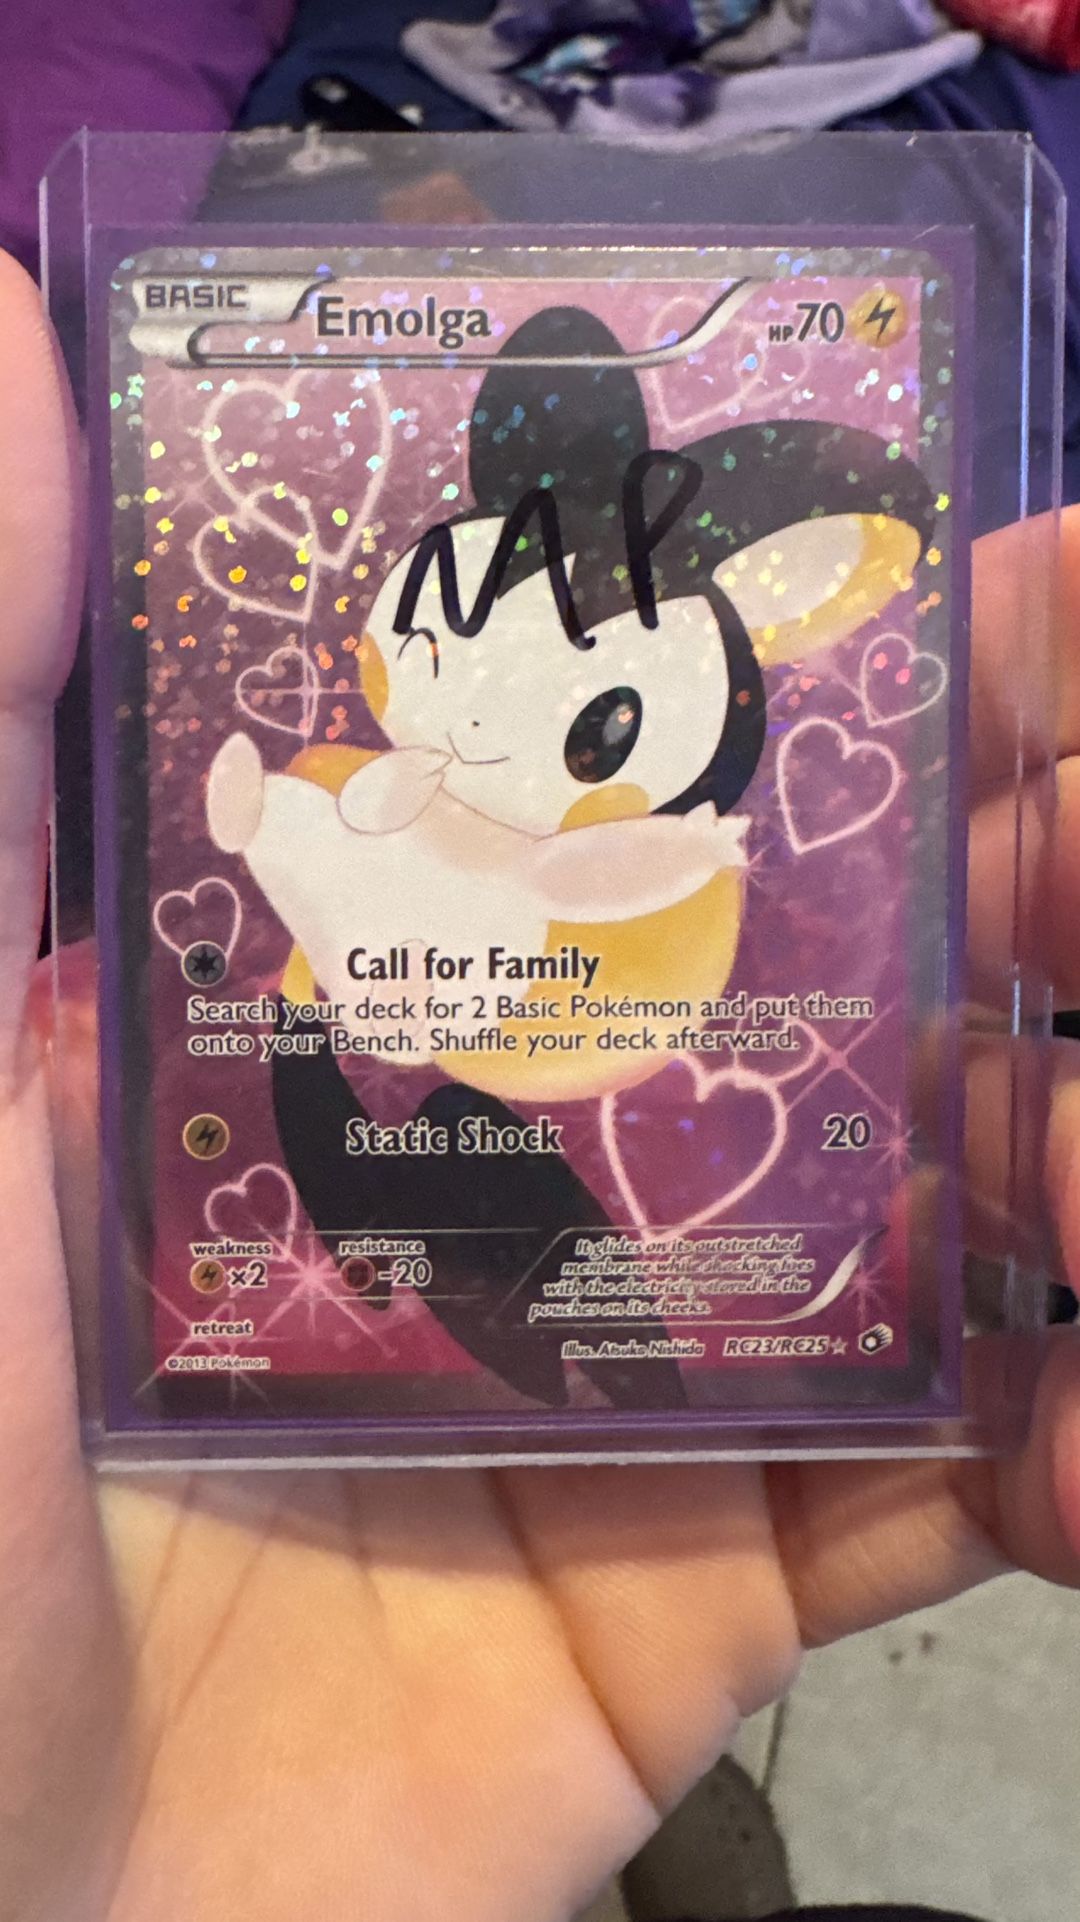 BASIC
Emolga
HP 70
MP
Call for Family
Search your deck for 2 Basic Pokémon and put them
onto your Bench. Shuffle your deck afterward.
Static Shock 20
weakness resistance
×2 -20
retreat
It glides on its outstretched
membrane while shocking foes
with the electricity stored in the
pouches on its cheeks.
©2013 Pokémon
Illus. Atsuko Nishida RC23/RC25